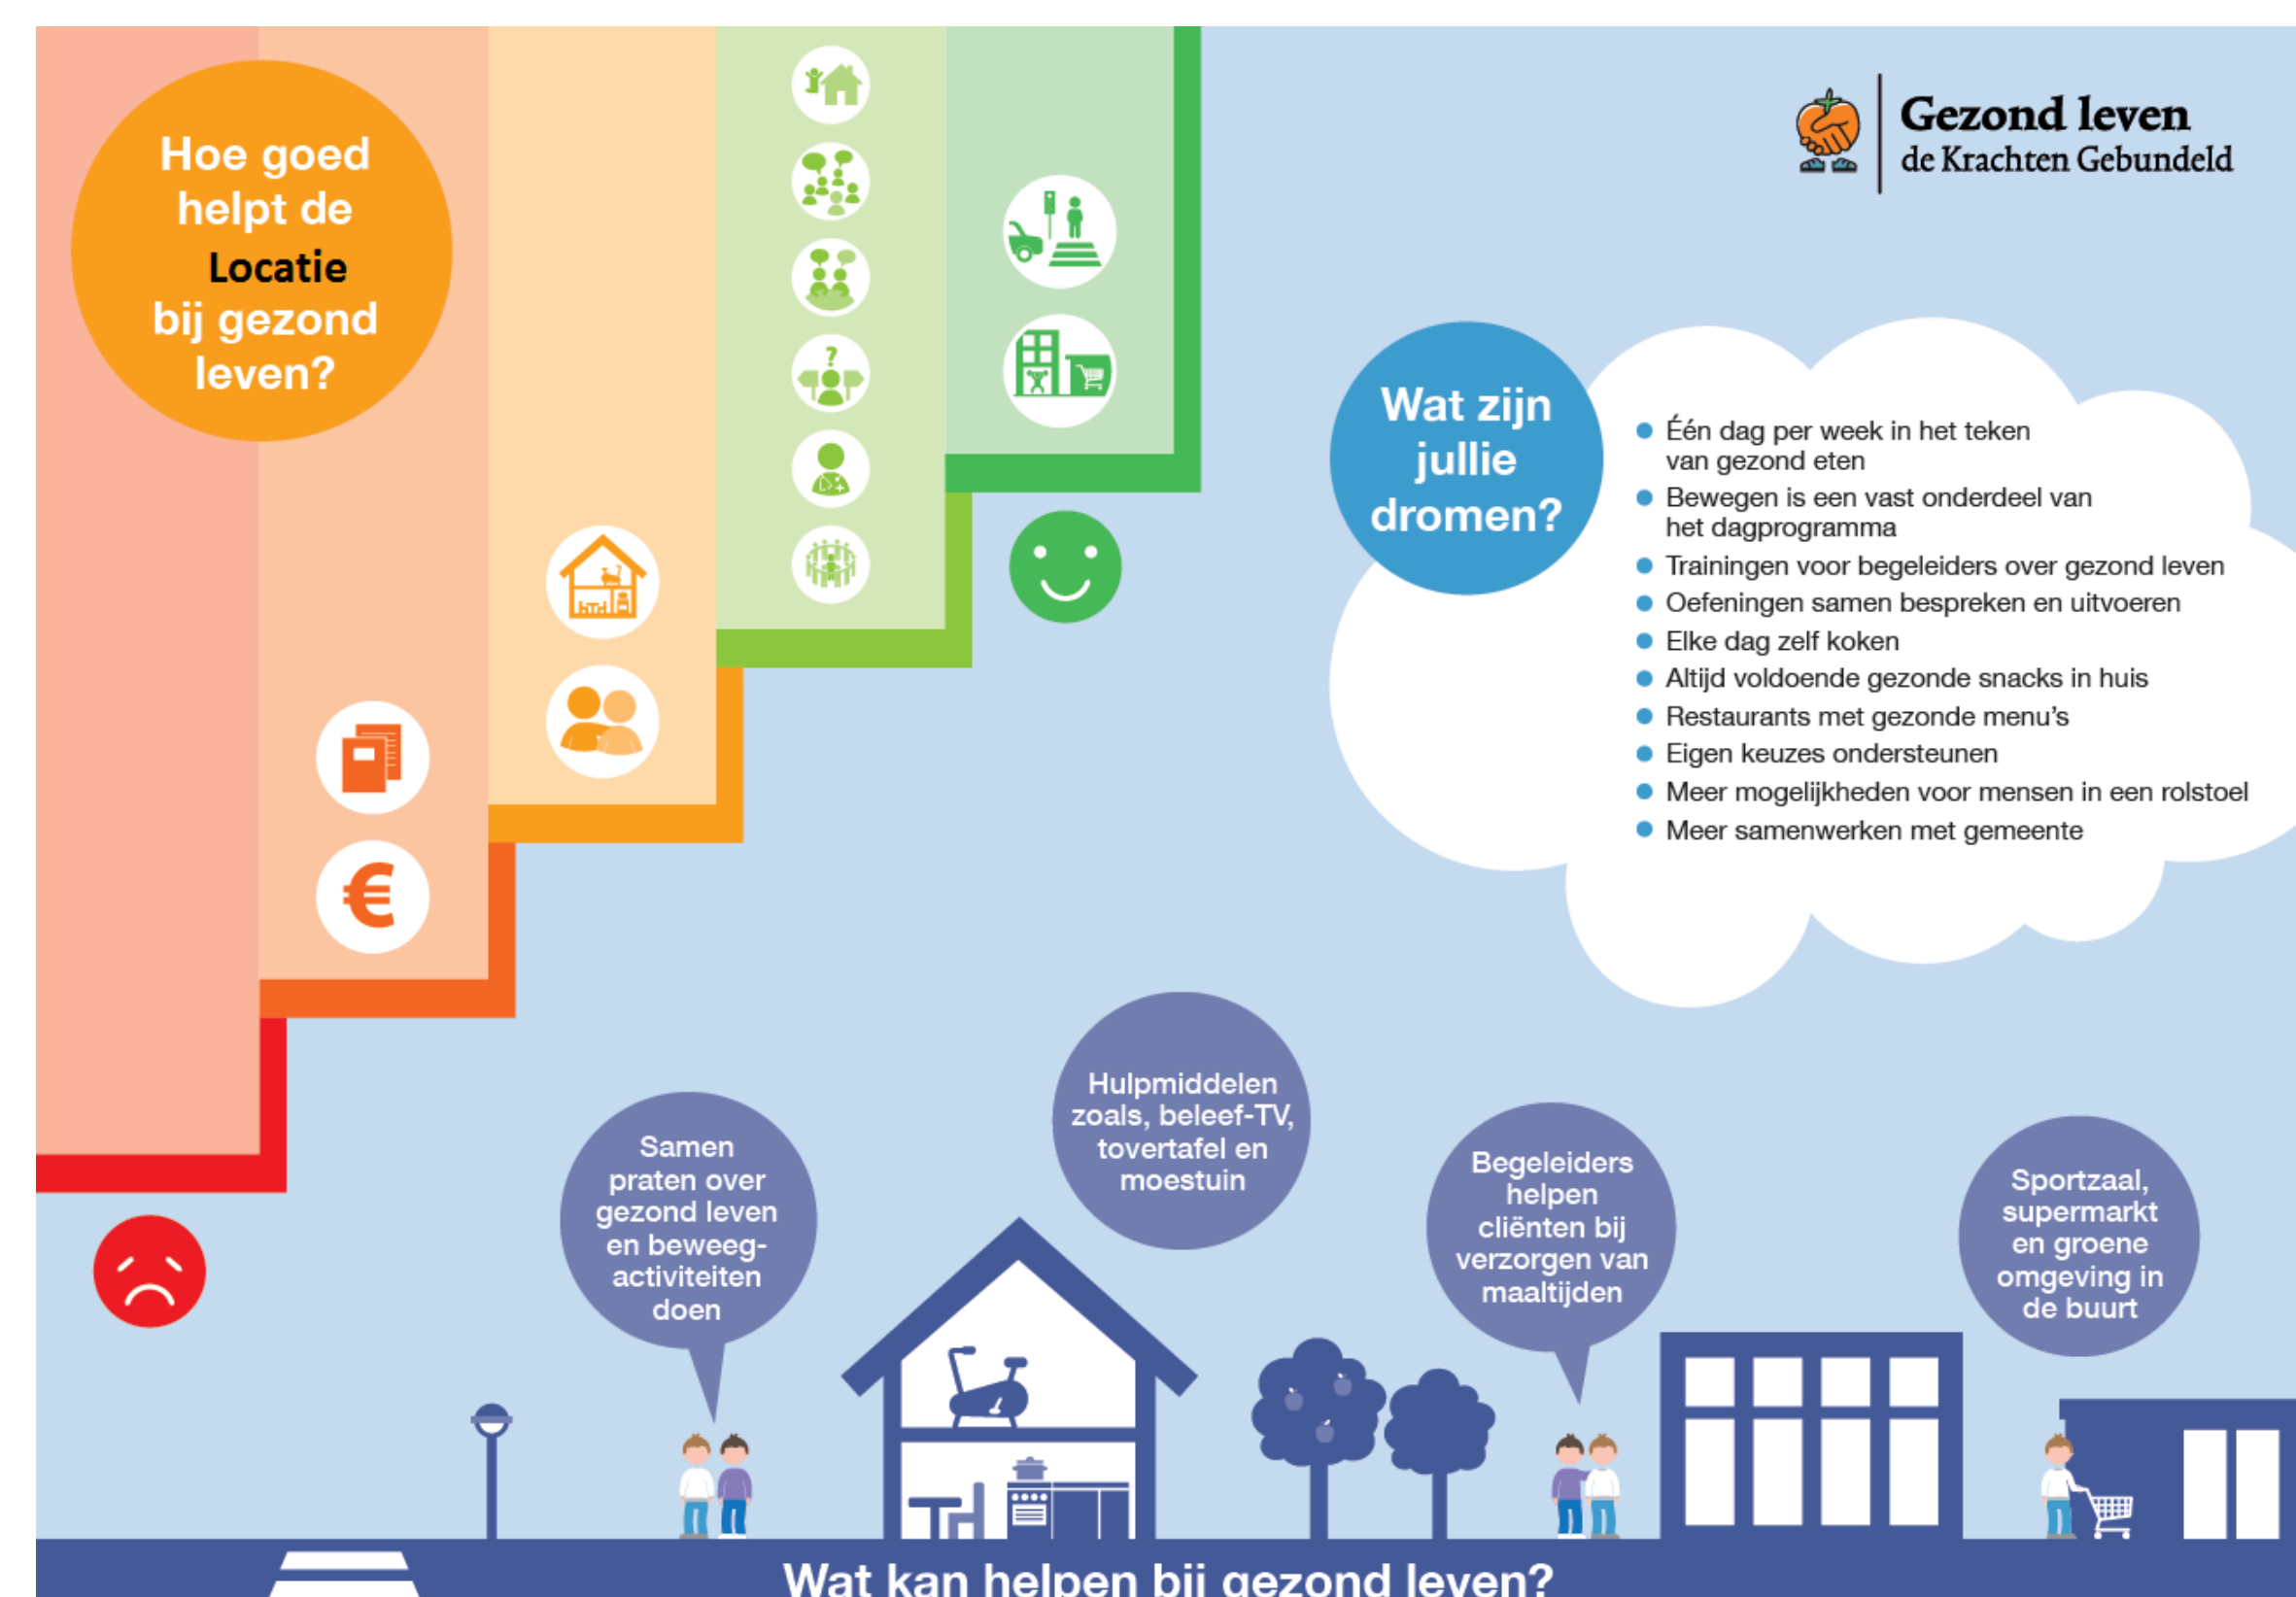 Hoe goed
helpt de
Locatie
bij gezond
leven?
?
€
Gezond leven
de Krachten Gebundeld
Wat zijn
jullie
dromen?
Één dag per week in het teken
van gezond eten
Bewegen is een vast onderdeel van
het dagprogramma
Trainingen voor begeleiders over gezond leven
Oefeningen samen bespreken en uitvoeren
Elke dag zelf koken
Altijd voldoende gezonde snacks in huis
Restaurants met gezonde menu's
Eigen keuzes ondersteunen
Meer mogelijkheden voor mensen in een rolstoel
Meer samenwerken met gemeente
Samen
praten over
gezond leven
en beweeg-
activiteiten
doen
Hulpmiddelen
zoals, beleef-TV,
tovertafel en
moestuin
Begeleiders
helpen
cliënten bij
verzorgen van
maaltijden
Sportzaal,
supermarkt
en groene
omgeving in
de buurt
Wat kan helpen bij gezond leven?